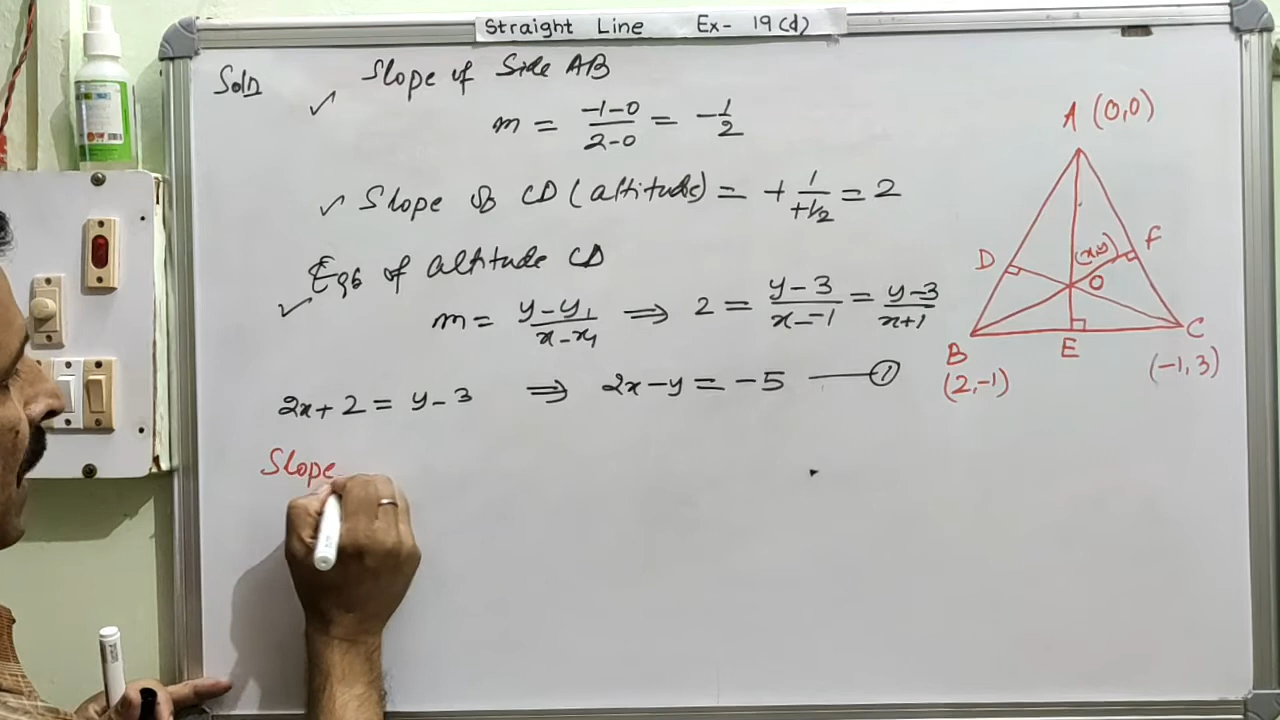 Straight Line Ex- 19(d)
Soln ✓ Slope of Side AB
m = -1-0/2-0 = -1/2
✓ Slope of CD (altitude) = + 1/+1/2 = 2
✓ Eqn of altitude CD
m = y-y₁/x-x₁ ⇒ 2 = y-3/x--1 = y-3/x+1
2x+2 = y-3 ⇒ 2x-y = -5 —— ①
Slope
A (0,0)
D
(x,y)
F
O
B
E
C
(2,-1)
(-1,3)